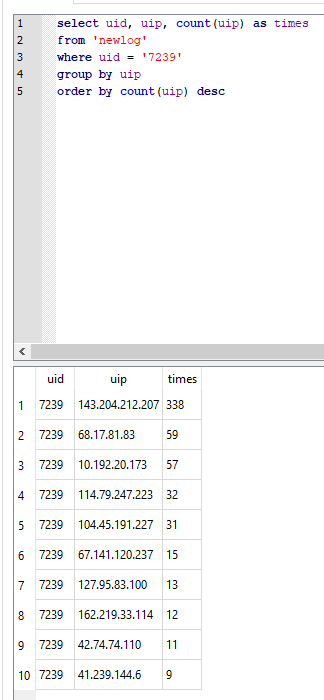 1 select uid, uip, count(uip) as times
2 from 'newlog'
3 where uid = '7239'
4 group by uip
5 order by count(uip) desc
uid uip times
1 7239 143.204.212.207 338
2 7239 68.17.81.83 59
3 7239 10.192.20.173 57
4 7239 114.79.247.223 32
5 7239 104.45.191.227 31
6 7239 67.141.120.237 15
7 7239 127.95.83.100 13
8 7239 162.219.33.114 12
9 7239 42.74.74.110 11
10 7239 41.239.144.6 9